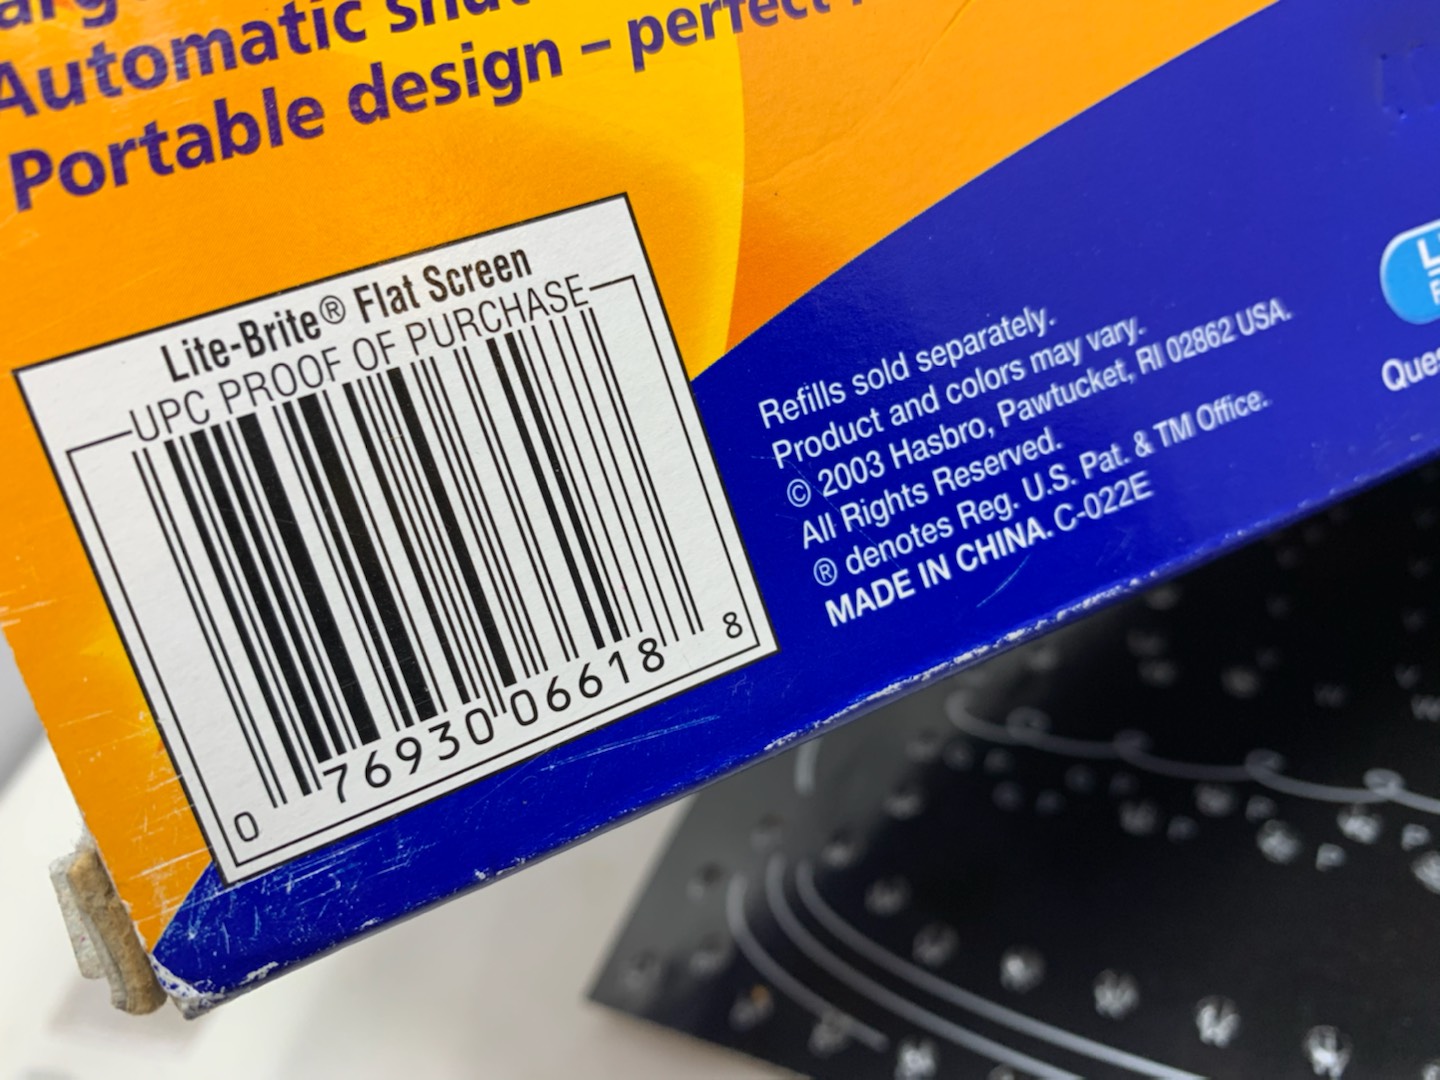 Automatic
Portable design – perfect
Lite-Brite® Flat Screen
UPC PROOF OF PURCHASE
0 76930 06618 8
Refills sold separately.
Product and colors may vary.
© 2003 Hasbro, Pawtucket, RI 02862 USA.
All Rights Reserved.
® denotes Reg. U.S. Pat. & TM Office.
MADE IN CHINA. C-022E